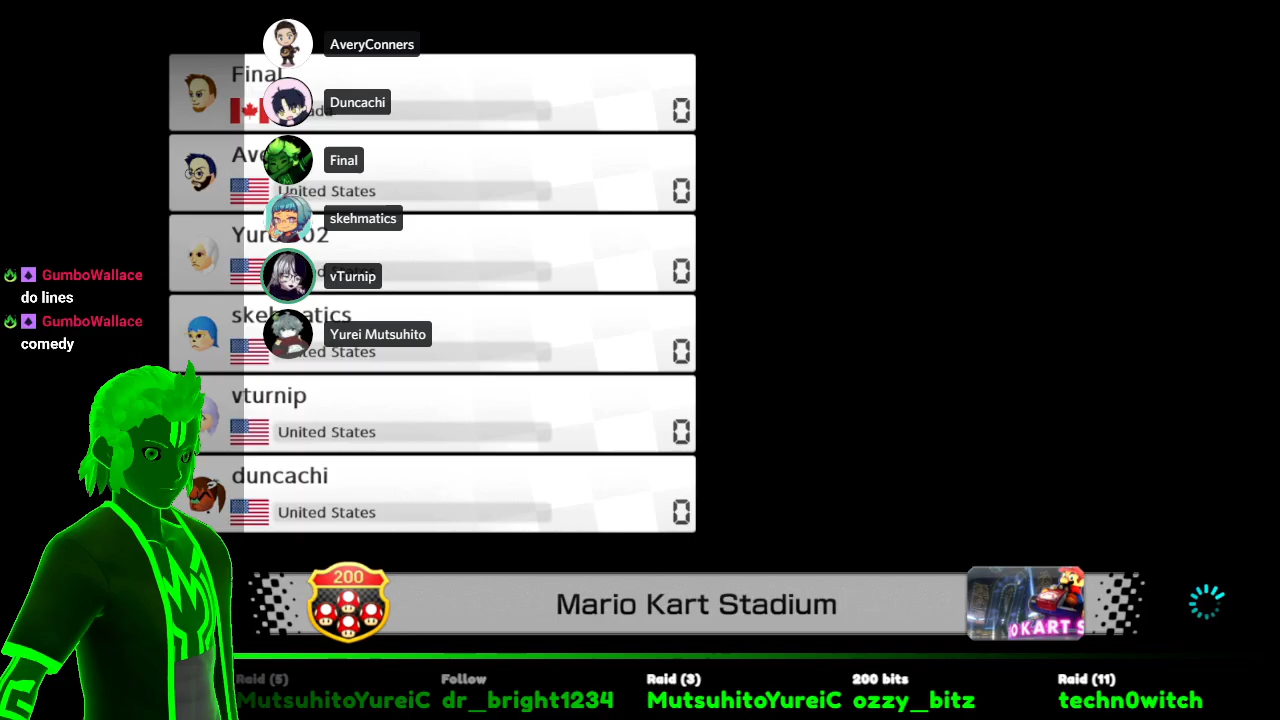 AveryConners
Final
Duncachi
0
Final
United States
0
skehmatics
0
GumboWallace
do lines
vTurnip
GumboWallace
comedy
Yurei Mutsuhito
0
vturnip
United States
0
duncachi
United States
0
200
Mario Kart Stadium
Raid (5)
Follow
Raid (3)
200 bits
Raid (11)
MutsuhitoYureiC
dr_bright1234
MutsuhitoYureiC
ozzy_bitz
techn0witch